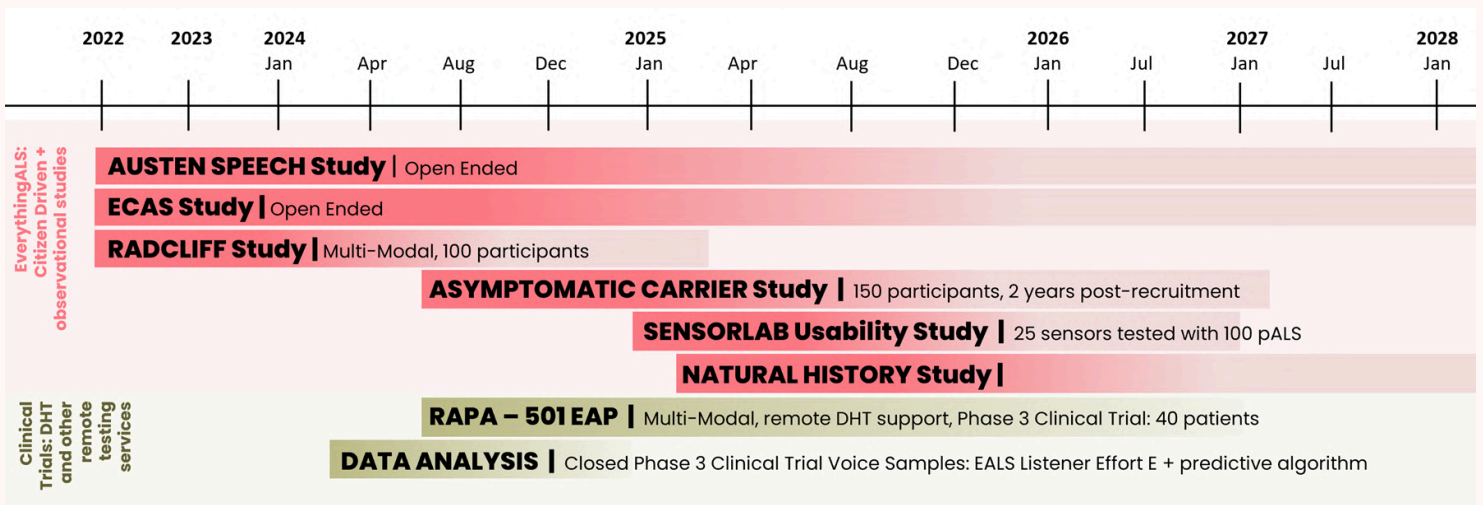 2022 2023 2024 2025 2026 2027 2028
Jan Apr Aug Dec Jan Apr Aug Dec Jan Jul Jan Jul Jan
EverythingALS:
Citizen Driven +
observational studies
AUSTEN SPEECH Study | Open Ended
ECAS Study | Open Ended
RADCLIFF Study | Multi-Modal, 100 participants
ASYMPTOMATIC CARRIER Study | 150 participants, 2 years post-recruitment
SENSORLAB Usability Study | 25 sensors tested with 100 pALS
NATURAL HISTORY Study |
Clinical
Trials: DHT
and other
remote
testing
services
RAPA – 501 EAP | Multi-Modal, remote DHT support, Phase 3 Clinical Trial: 40 patients
DATA ANALYSIS | Closed Phase 3 Clinical Trial Voice Samples: EALS Listener Effort E + predictive algorithm